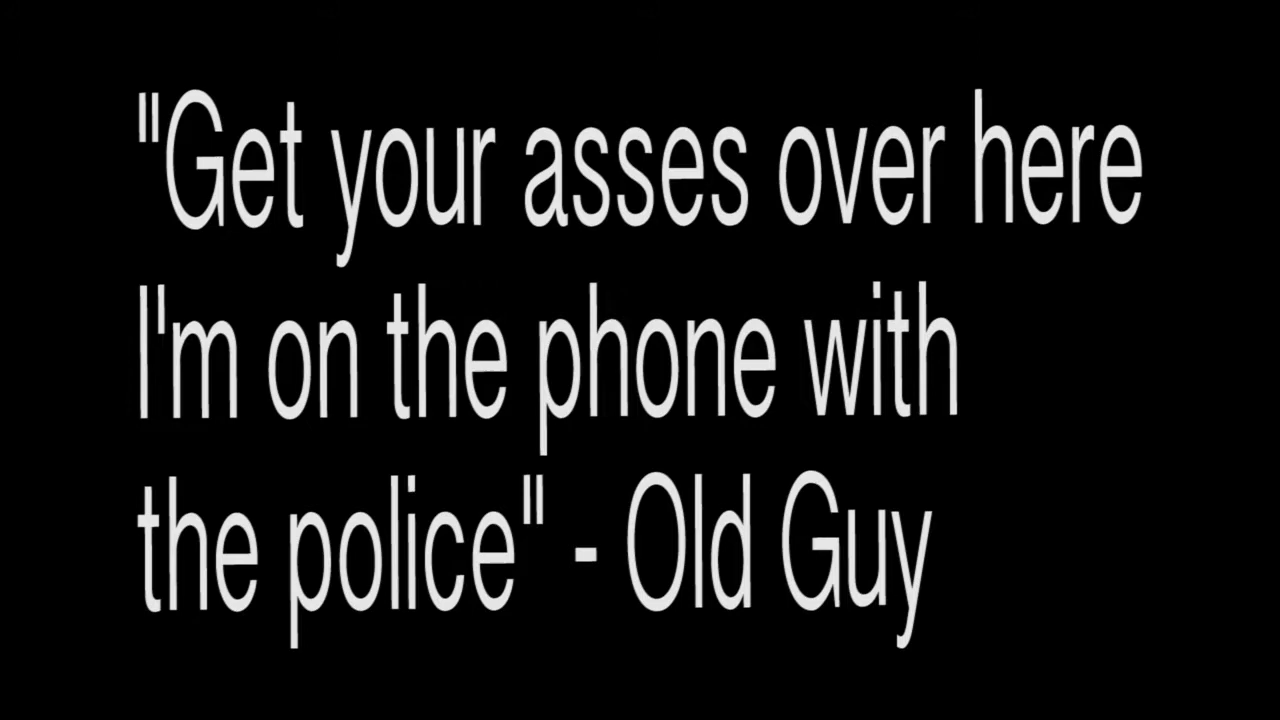 "Get your asses over here
I'm on the phone with
the police" - Old Guy